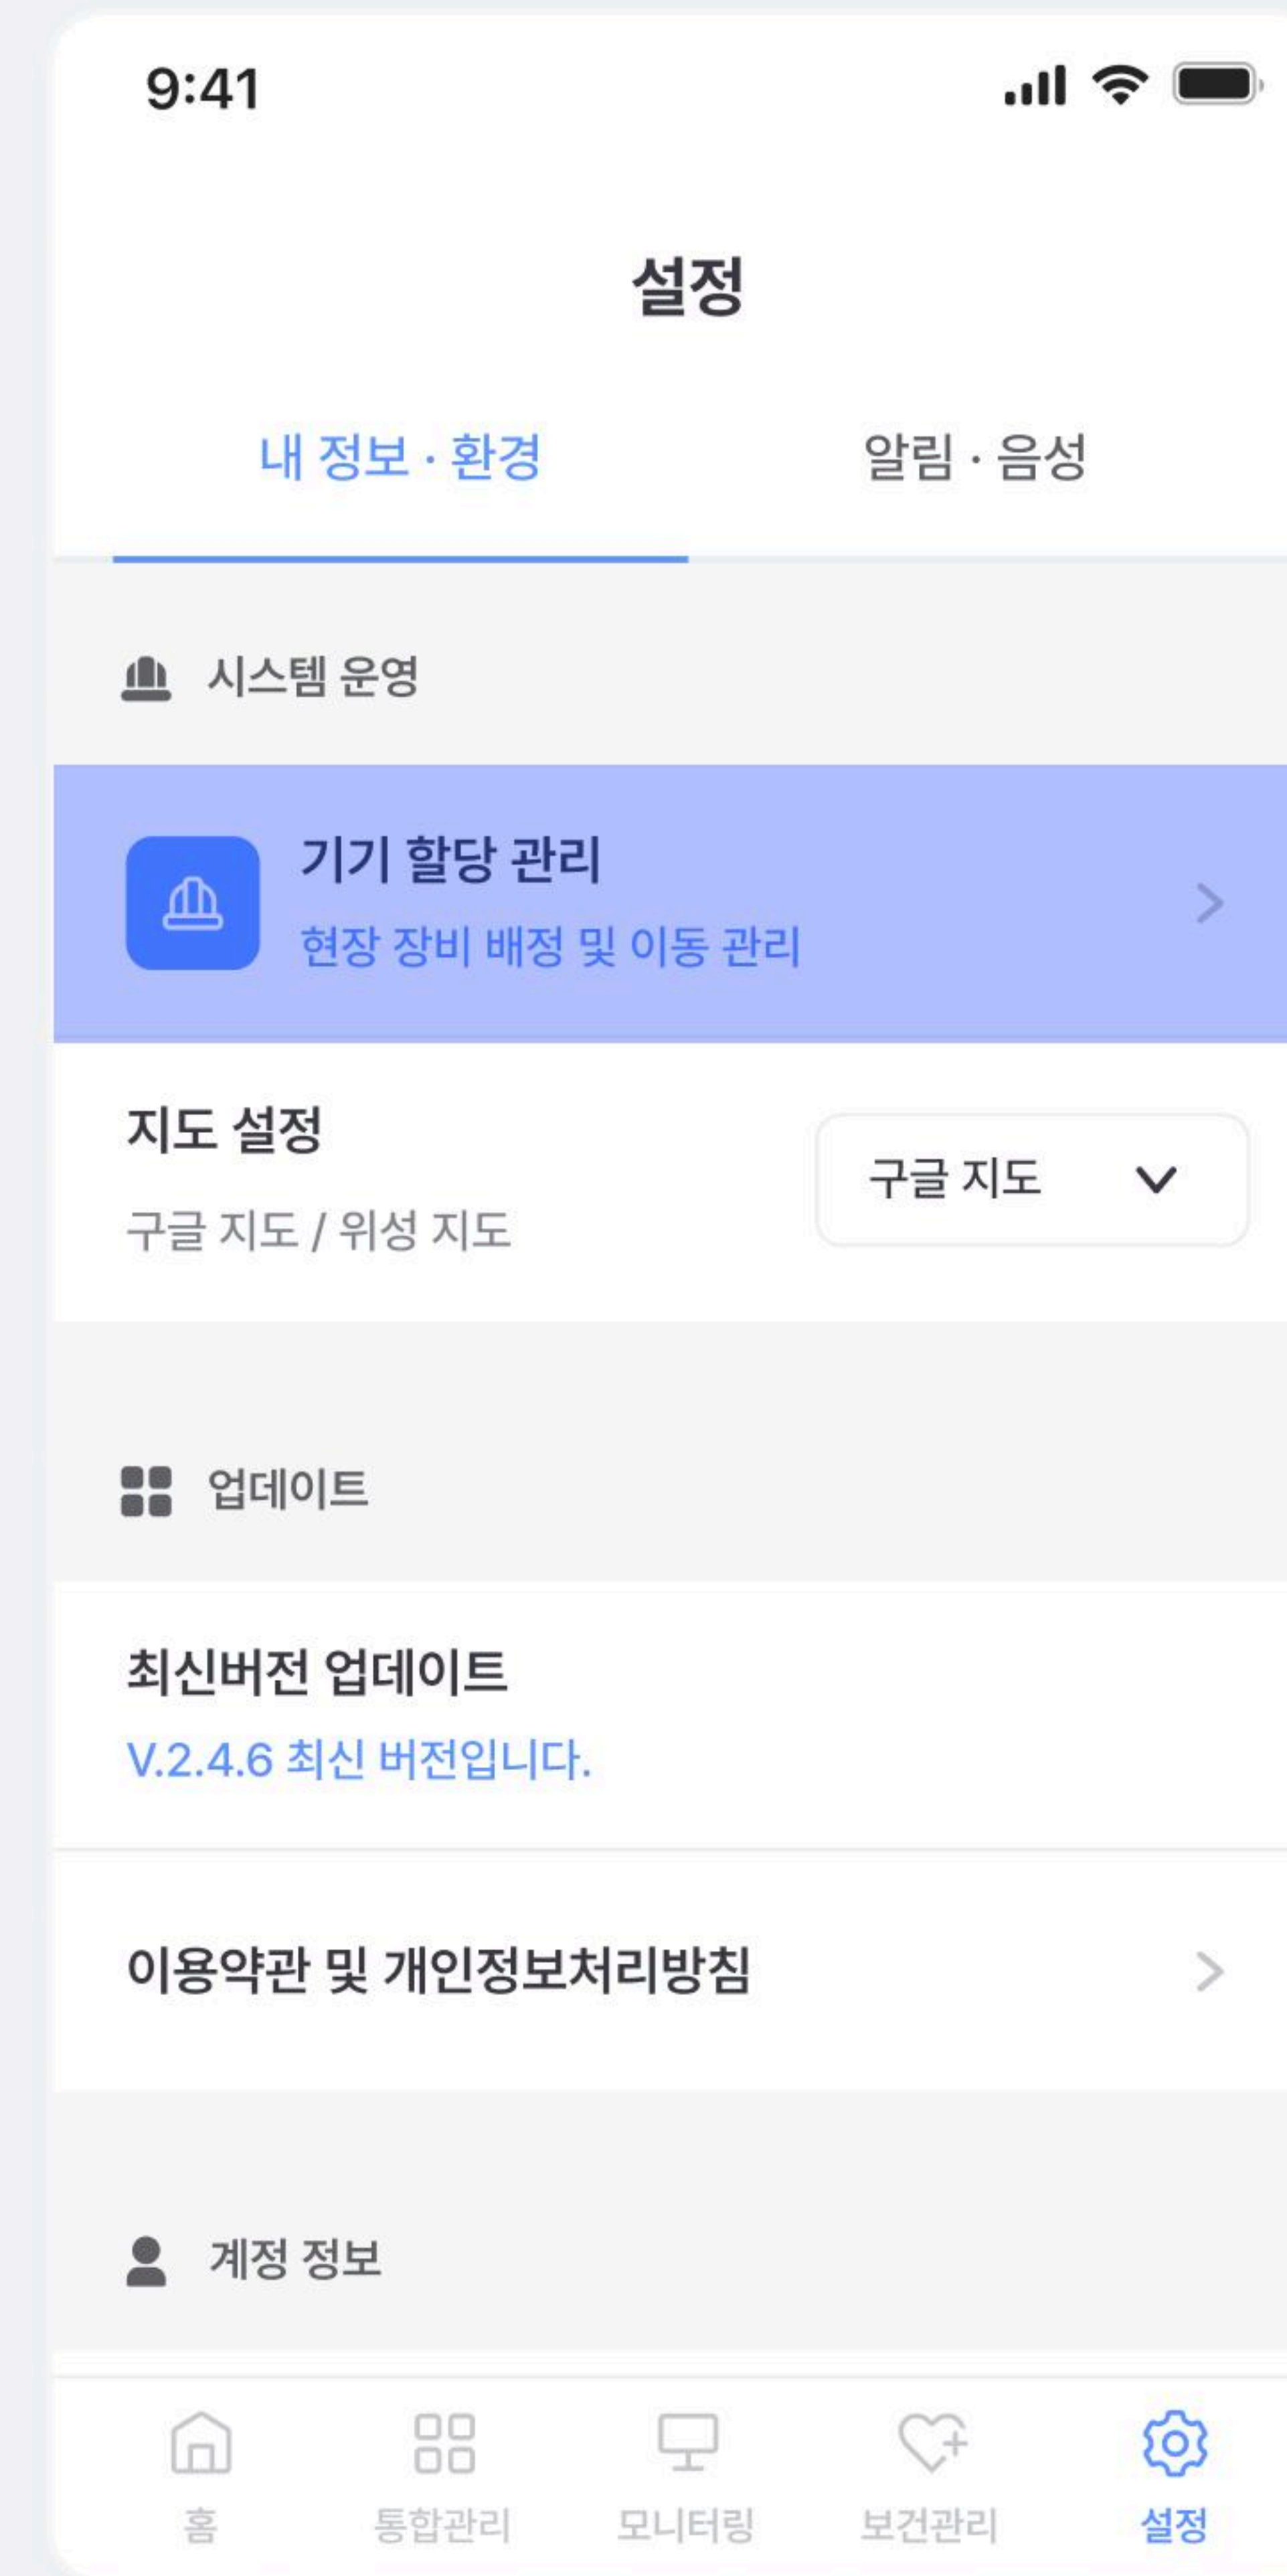 9:41
설정
내 정보 · 환경
알림 · 음성
시스템 운영
기기 할당 관리
현장 장비 배정 및 이동 관리
지도 설정
구글 지도 / 위성 지도
구글 지도
업데이트
최신버전 업데이트
V.2.4.6 최신 버전입니다.
이용약관 및 개인정보처리방침
계정 정보
홈
통합관리
모니터링
보건관리
설정